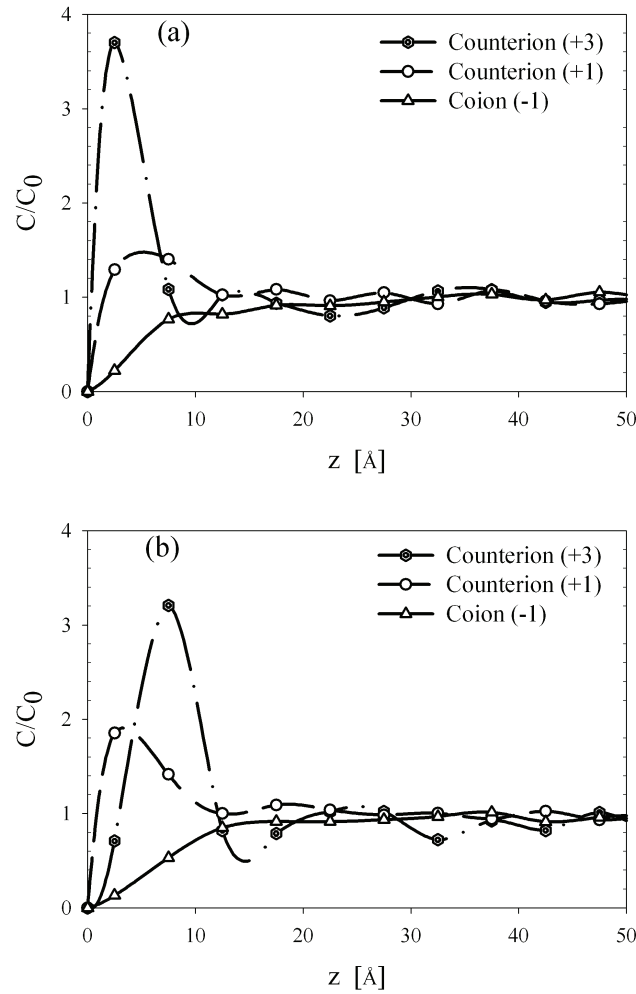 (a)
Counterion (+3)
Counterion (+1)
Coion (-1)
C/C0
4
3
2
1
0
0 10 20 30 40 50
z [Å]
(b)
Counterion (+3)
Counterion (+1)
Coion (-1)
C/C0
4
3
2
1
0
0 10 20 30 40 50
z [Å]